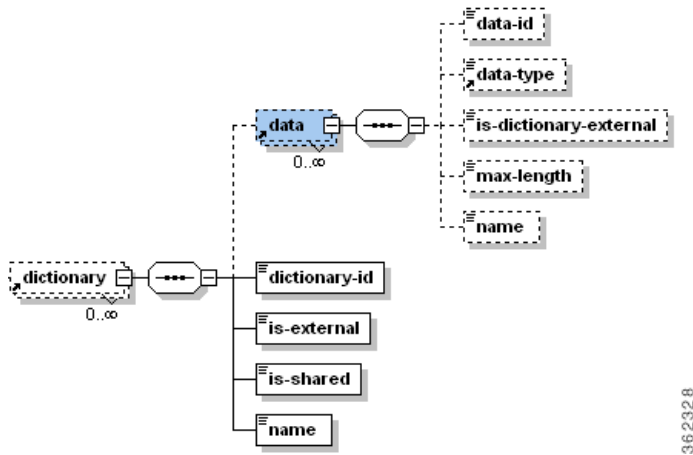 data-id
data-type
data
is-dictionary-external
0..∞
max-length
name
dictionary
0..∞
dictionary-id
is-external
is-shared
name
362328